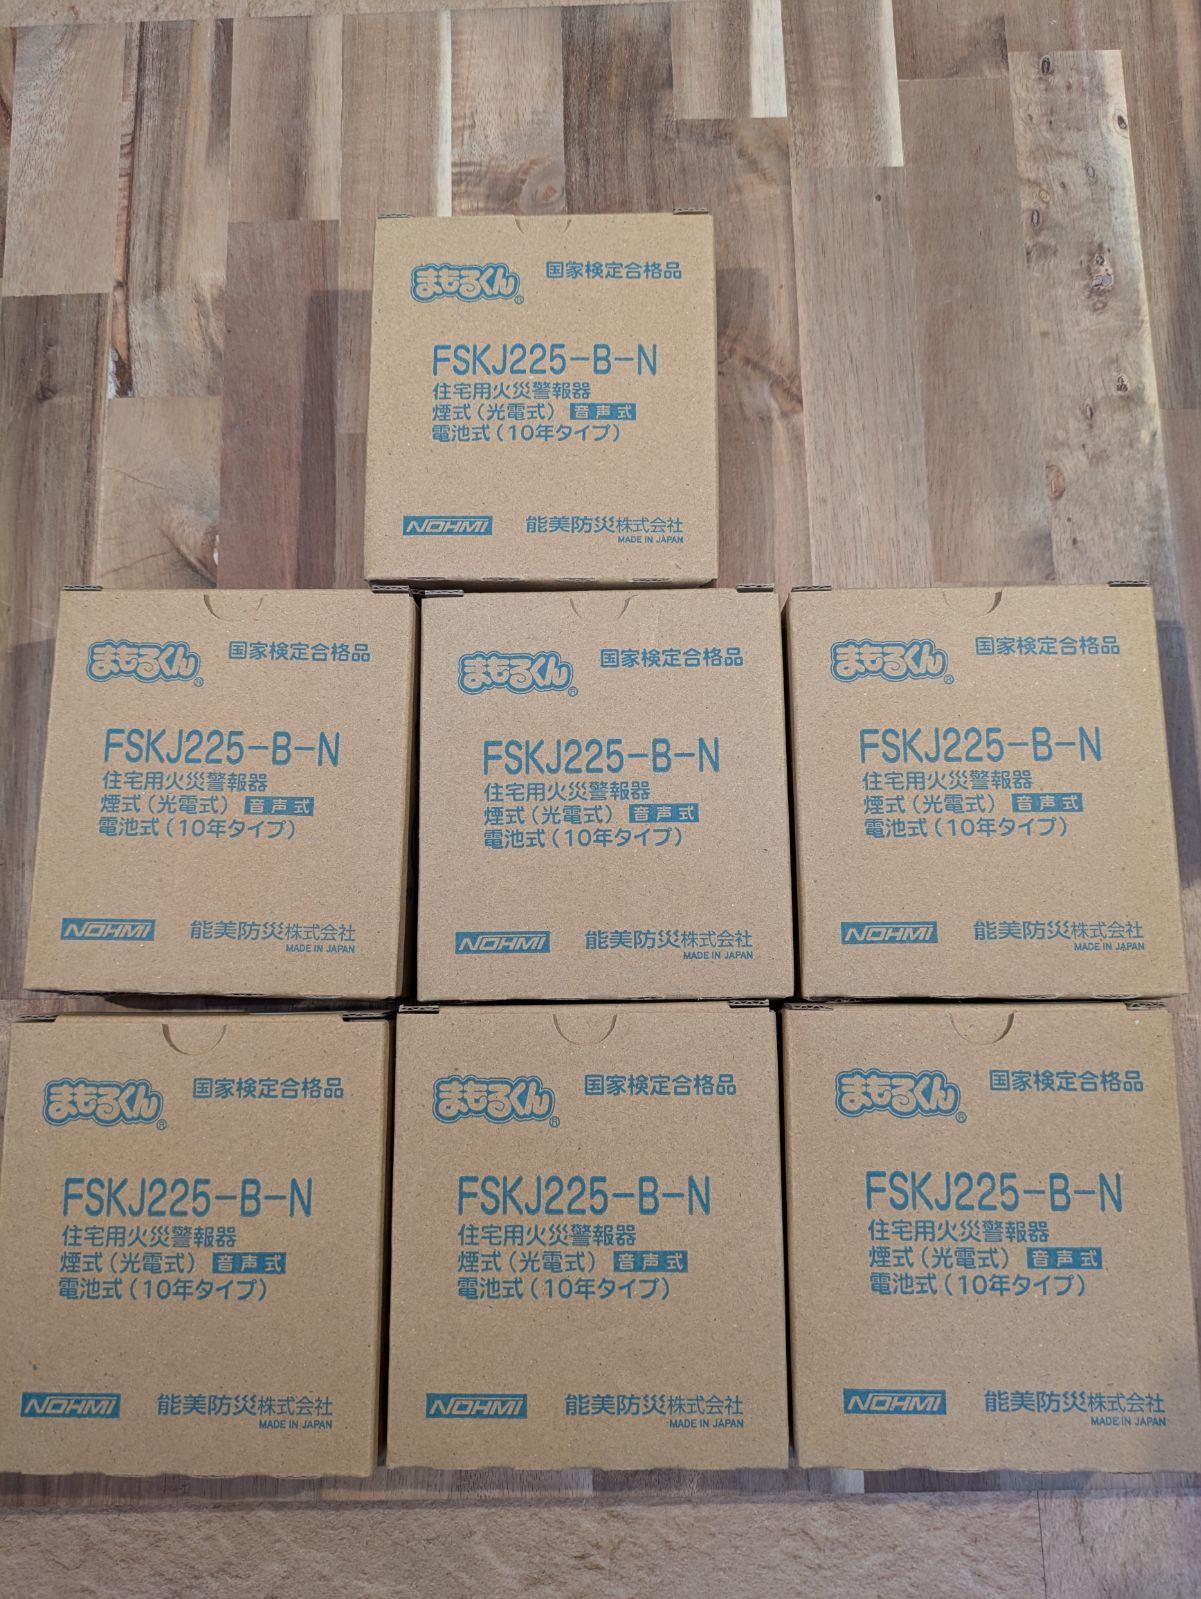 まもるくん® 国家検定合格品
FSKJ225-B-N
住宅用火災警報器
煙式(光電式) 音声式
電池式(10年タイプ)
NOHMI 能美防災株式会社
MADE IN JAPAN
まもるくん® 国家検定合格品
FSKJ225-B-N
住宅用火災警報器
煙式(光電式) 音声式
電池式(10年タイプ)
NOHMI 能美防災株式会社
MADE IN JAPAN
まもるくん® 国家検定合格品
FSKJ225-B-N
住宅用火災警報器
煙式(光電式) 音声式
電池式(10年タイプ)
NOHMI 能美防災株式会社
MADE IN JAPAN
まもるくん® 国家検定合格品
FSKJ225-B-N
住宅用火災警報器
煙式(光電式) 音声式
電池式(10年タイプ)
NOHMI 能美防災株式会社
MADE IN JAPAN
まもるくん® 国家検定合格品
FSKJ225-B-N
住宅用火災警報器
煙式(光電式) 音声式
電池式(10年タイプ)
NOHMI 能美防災株式会社
MADE IN JAPAN
まもるくん® 国家検定合格品
FSKJ225-B-N
住宅用火災警報器
煙式(光電式) 音声式
電池式(10年タイプ)
NOHMI 能美防災株式会社
MADE IN JAPAN
まもるくん® 国家検定合格品
FSKJ225-B-N
住宅用火災警報器
煙式(光電式) 音声式
電池式(10年タイプ)
NOHMI 能美防災株式会社
MADE IN JAPAN